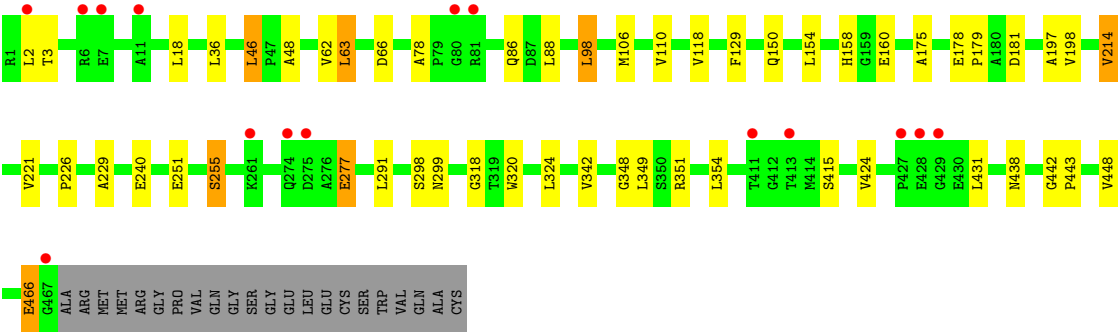 R1 L2 T3 R6 E7 A11 L18 L36 L46 P47 A48 V62 L63 D66 A78 P79 G80 R81 Q86 D87 L88 L98 M106 V110 V118 F129 Q150 L154 H158 G159 E160 A175 E178 P179 A180 D181 A197 V198 V214
V221 P226 A229 E240 E251 S255 K261 Q274 D275 A276 E277 L291 S298 N299 G318 T319 W320 L324 V342 G348 L349 S350 R351 L354 T411 G412 T413 M414 S415 V424 P427 E428 G429 E430 L431 N438 G442 P443 V448
E466 G467 ALA ARG MET MET ARG GLY PRO VAL GLN GLY SER GLY GLU LEU GLU CYS SER TRP VAL GLN ALA CYS